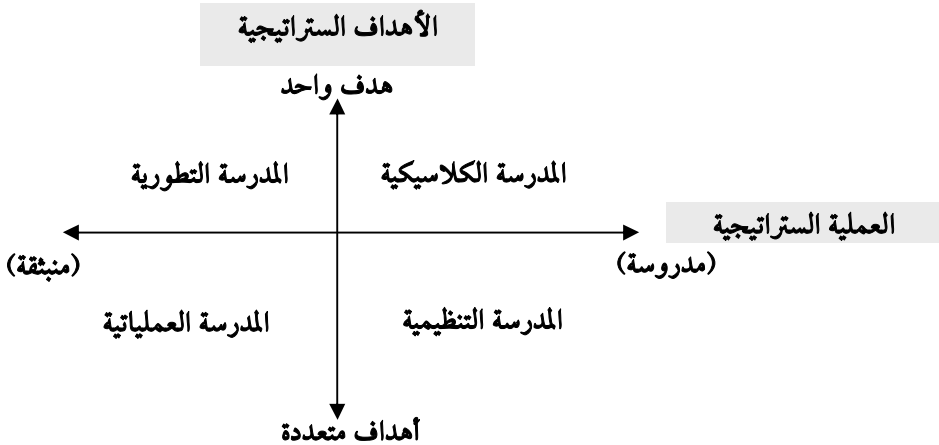 الأهداف الستراتيجية
هدف واحد
المدرسة الكلاسيكية
المدرسة التطورية
العملية الستراتيجية
(مدروسة)
(منبثقة)
المدرسة التنظيمية
المدرسة العملياتية
أهداف متعددة